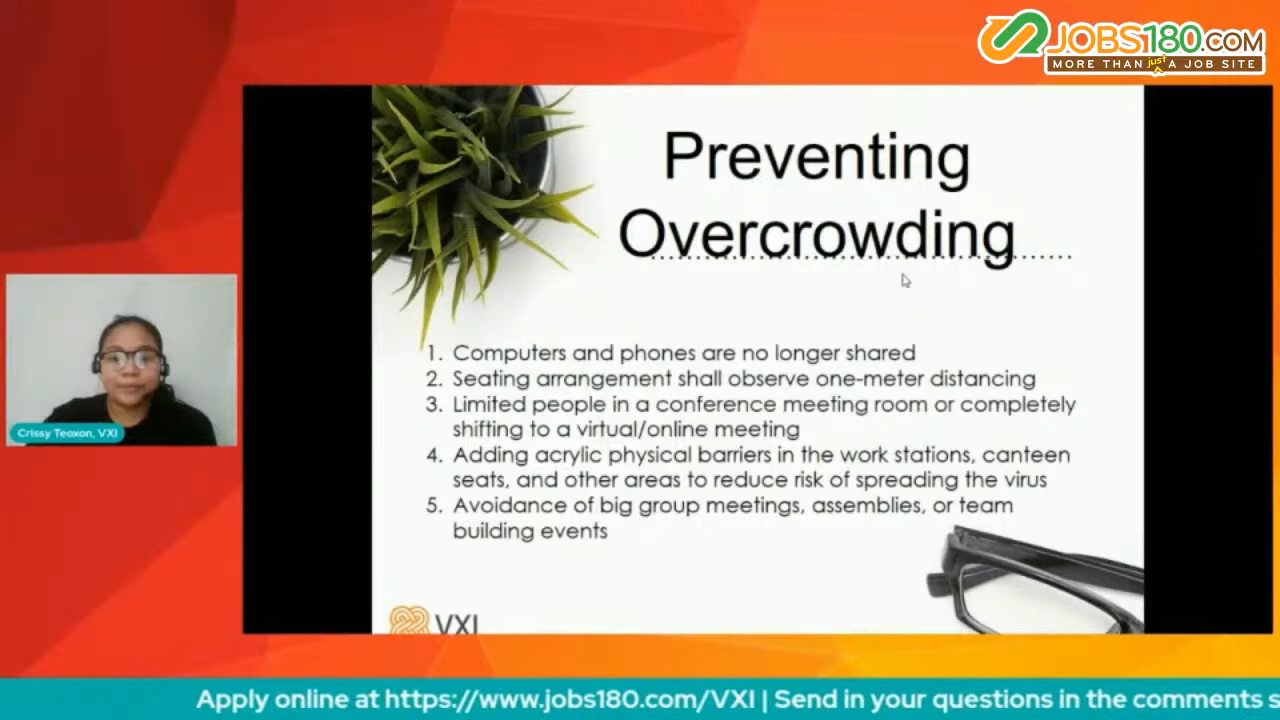 JOBS180.COM
MORE THAN just A JOB SITE
Preventing
Overcrowding
1. Computers and phones are no longer shared
2. Seating arrangement shall observe one-meter distancing
3. Limited people in a conference meeting room or completely
shifting to a virtual/online meeting
4. Adding acrylic physical barriers in the work stations, canteen
seats, and other areas to reduce risk of spreading the virus
5. Avoidance of big group meetings, assemblies, or team
building events
Crissy Teoxon, VXI
VXI
Apply online at https://www.jobs180.com/VXI | Send in your questions in the comments s